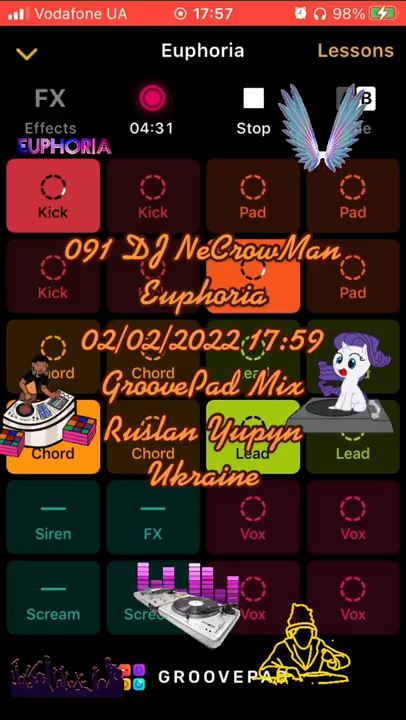 Vodafone UA 17:57 98%
Euphoria Lessons
FX
Effects 04:31 Stop
EUPHORIA
Kick Kick Pad Pad
091 DJ NeCrowMan
Kick Pad
Euphoria
02/02/2022 17:59
Chord
GroovePad Mix
Ruslan Yupyn
Chord Chord Lead Lead
Ukraine
Siren FX Vox Vox
Scream Vox Vox
GROOVEPAD